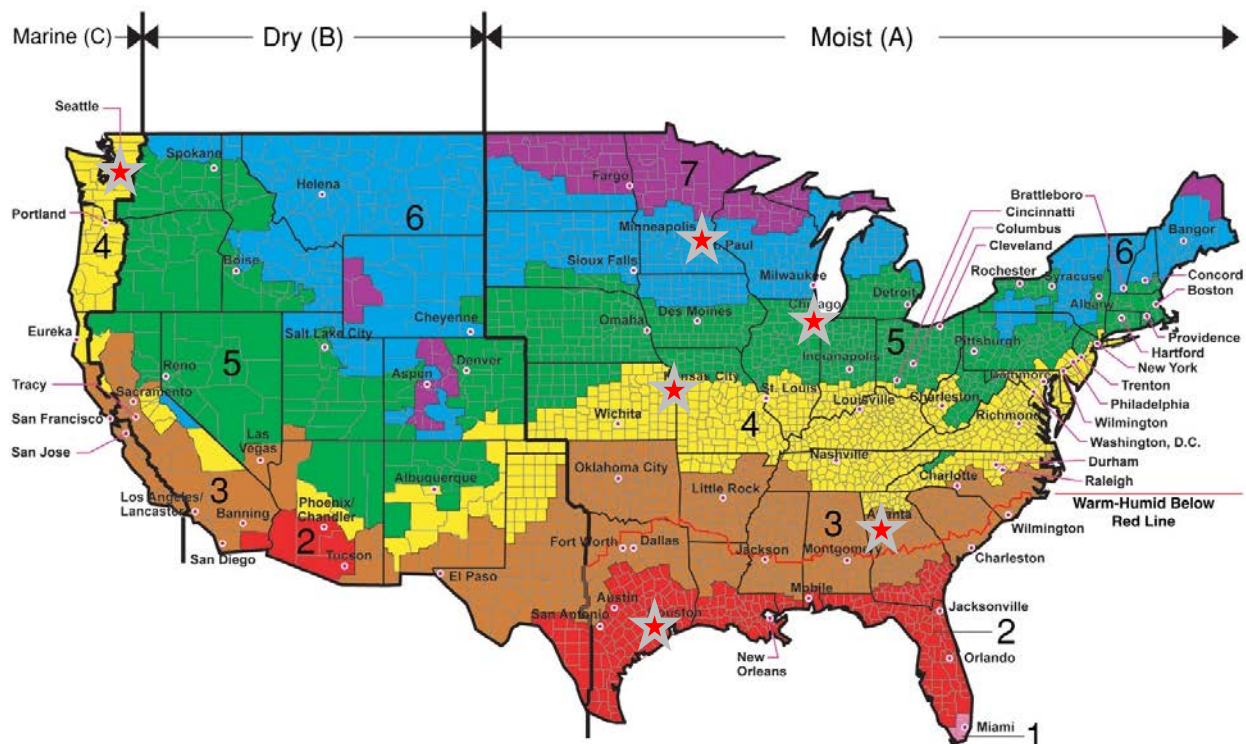 Marine (C)
Dry (B)
Moist (A)
Seattle
Spokane
Helena
Portland
4
Boise
6
Fargo
7
Minneapolis
Paul
Sioux Falls
Milwaukee
Brattleboro
Cincinnatti
Columbus
Cleveland
Rochester
Syracuse
Albany
6
Bangor
Concord
Boston
Providence
Hartford
New York
Trenton
Philadelphia
Wilmington
Washington, D.C.
Durham
Raleigh
Eureka
Reno
5
Salt Lake City
Cheyenne
Omaha
Des Moines
Chicago
Detroit
Indianapolis
5
Pittsburgh
Baltimore
Tracy
Sacramento
San Francisco
San Jose
Aspen
Denver
Kansas City
St. Louis
Wichita
4
Louisville
Charleston
Richmond
Las
Vegas
Nashville
Charlotte
3
Los Angeles/
Lancaster
Banning
San Diego
Phoenix/
Chandler
2
Tucson
Albuquerque
El Paso
Oklahoma City
Little Rock
3
Atlanta
Warm-Humid Below
Red Line
Wilmington
Fort Worth
Dallas
Jackson
Montgomery
Charleston
Austin
San Antonio
Houston
Mobile
New
Orleans
Jacksonville
2
Orlando
Miami
1